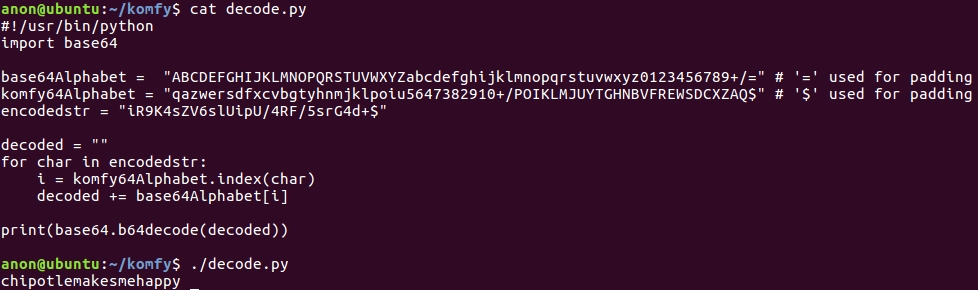 anon@ubuntu:~/komfy$ cat decode.py
#!/usr/bin/python
import base64
base64Alphabet =  "ABCDEFGHIJKLMNOPQRSTUVWXYZabcdefghijklmnopqrstuvwxyz0123456789+/=" # '=' used for padding
komfy64Alphabet = "qazwersdfxcvbgtyhnmjklpoiu5647382910+/POIKLMJUYTGHNBVFREWSDCXZAQ$" # '$' used for padding
encodedstr = "iR9K4sZV6slUipU/4RF/5srG4d+$"
decoded = ""
for char in encodedstr:
    i = komfy64Alphabet.index(char)
    decoded += base64Alphabet[i]
print(base64.b64decode(decoded))
anon@ubuntu:~/komfy$ ./decode.py
chipotlemakesmehappy